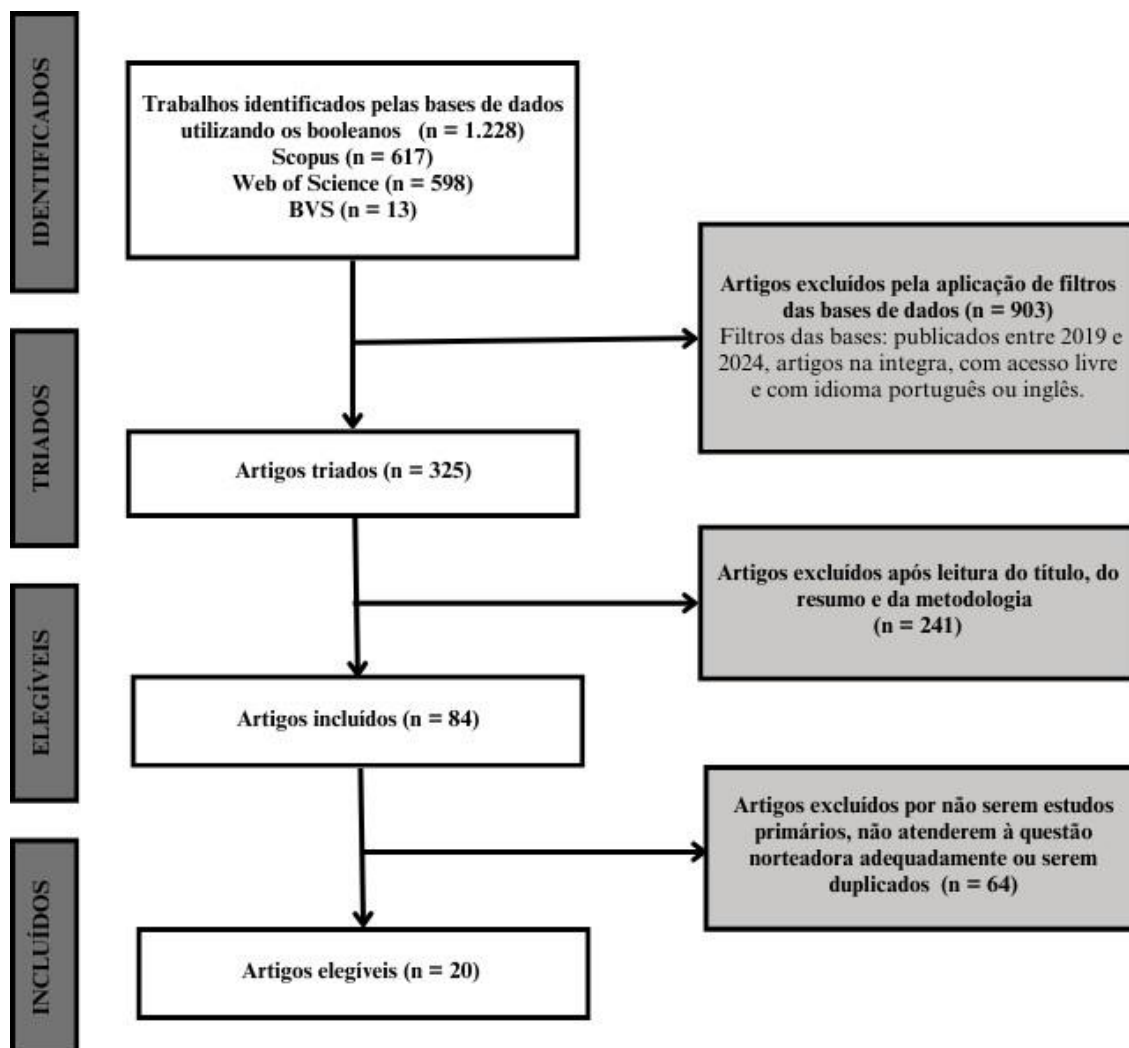 IDENTIFICADOS
Trabalhos identificados pelas bases de dados
utilizando os booleanos (n = 1.228)
Scopus (n = 617)
Web of Science (n = 598)
BVS (n = 13)
Artigos excluídos pela aplicação de filtros
das bases de dados (n = 903)
Filtros das bases: publicados entre 2019 e
2024, artigos na integra, com acesso livre
e com idioma português ou inglês.
TRIADOS
Artigos triados (n = 325)
Artigos excluídos após leitura do título, do
resumo e da metodologia
(n = 241)
ELEGÍVEIS
Artigos incluídos (n = 84)
Artigos excluídos por não serem estudos
primários, não atenderem à questão
norteadora adequadamente ou serem
duplicados (n = 64)
INCLUÍDOS
Artigos elegíveis (n = 20)